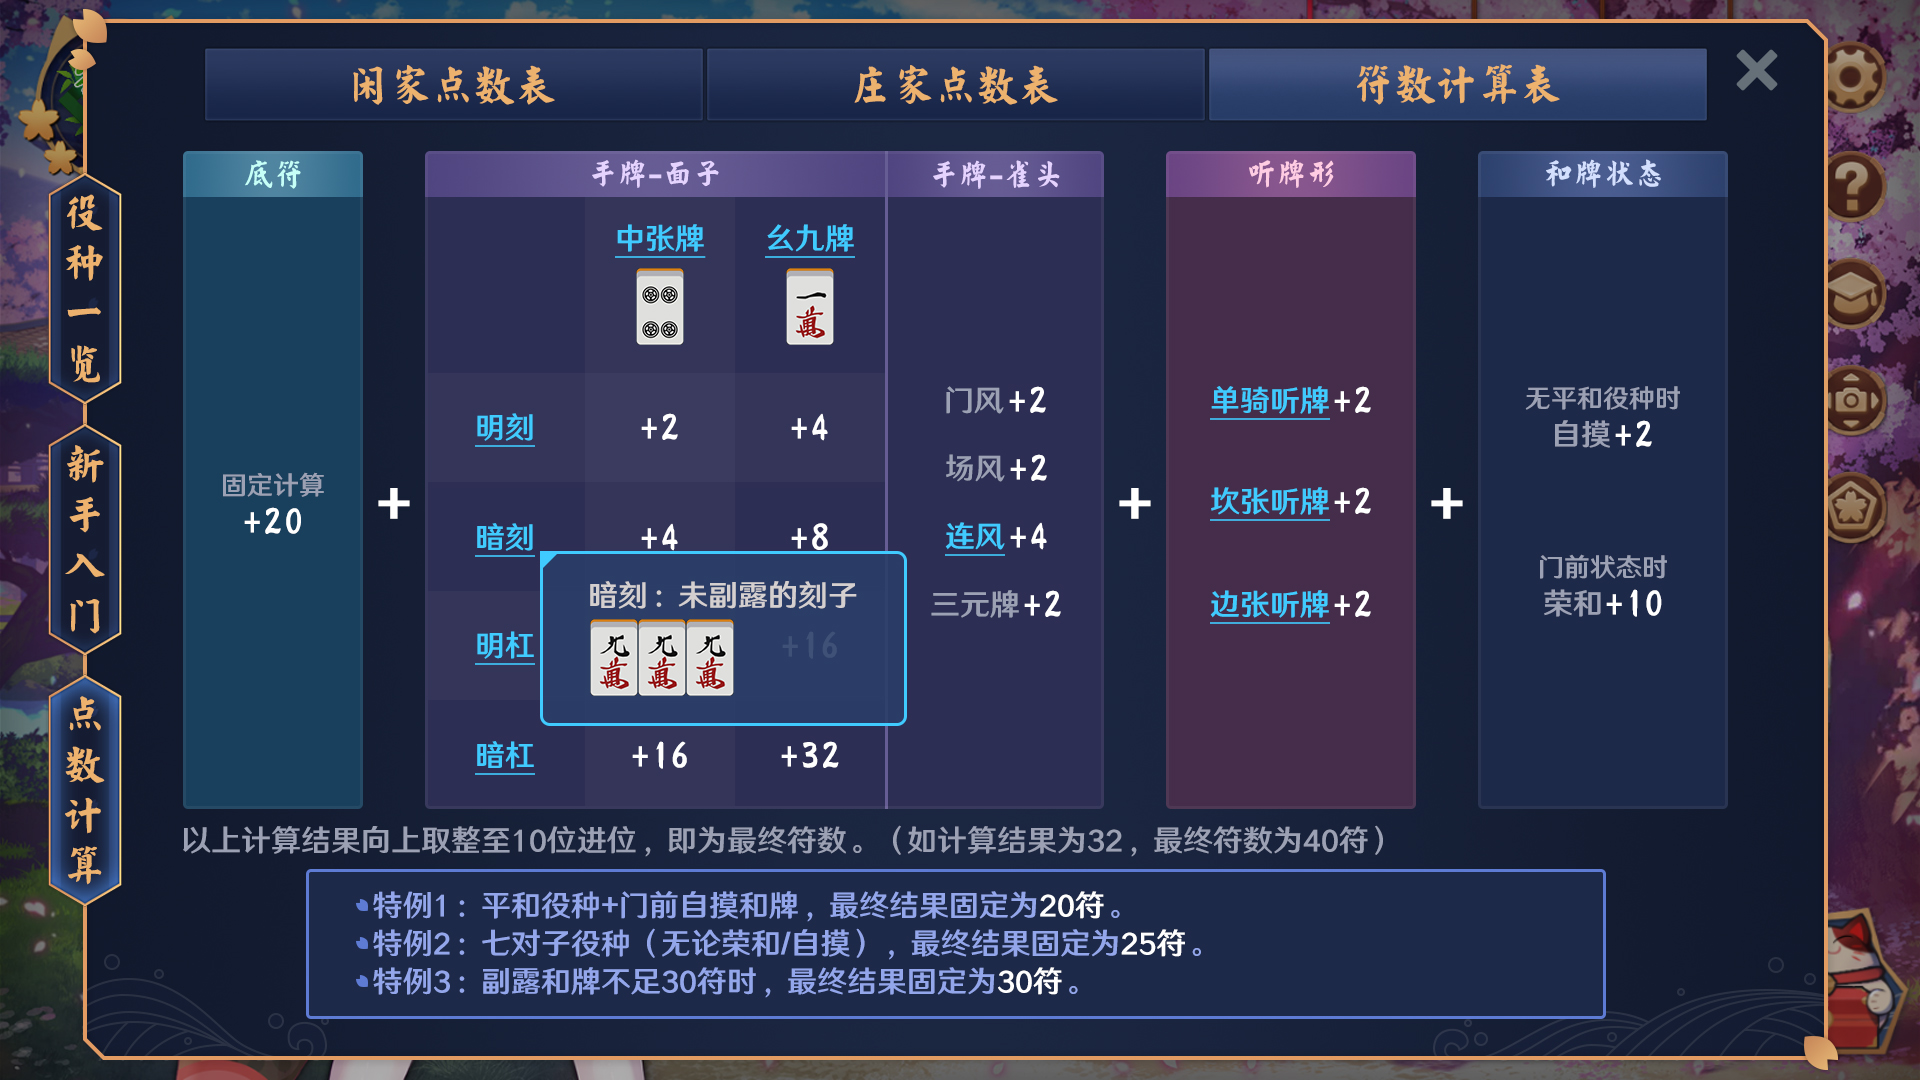 闲家点数表 庄家点数表 符数计算表
役种一览
新手入门
点数计算
底符
固定计算
+20
+
手牌-面子
中张牌 幺九牌
一萬
明刻 +2 +4
暗刻 +4 +8
明杠 +16
暗杠 +16 +32
暗刻：未副露的刻子
九萬 九萬 九萬
手牌-雀头
门风+2
场风+2
连风+4
三元牌+2
+
听牌形
单骑听牌+2
坎张听牌+2
边张听牌+2
+
和牌状态
无平和役种时
自摸+2
门前状态时
荣和+10
以上计算结果向上取整至10位进位，即为最终符数。（如计算结果为32，最终符数为40符）
特例1：平和役种+门前自摸和牌，最终结果固定为20符。
特例2：七对子役种（无论荣和/自摸），最终结果固定为25符。
特例3：副露和牌不足30符时，最终结果固定为30符。